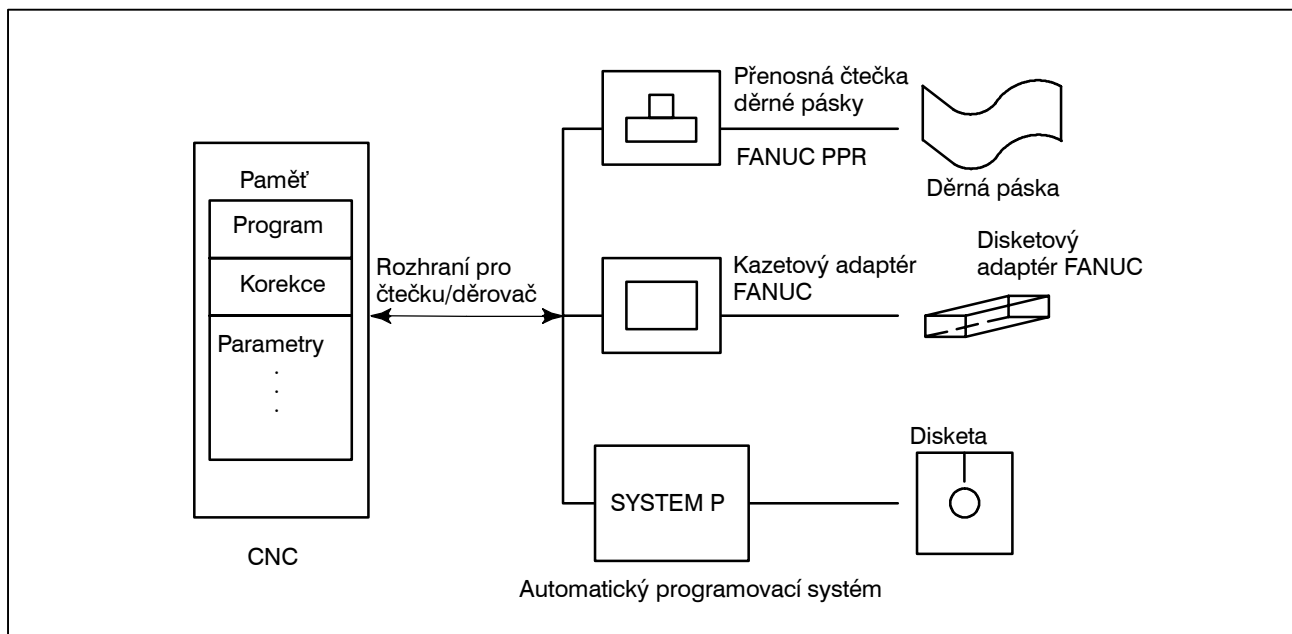 Paměť
Program
Korekce
Parametry
CNC
Rozhraní pro
čtečku/děrovač
Přenosná čtečka
děrné pásky
FANUC PPR
Děrná páska
Kazetový adaptér
FANUC
Disketový
adaptér FANUC
SYSTEM P
Disketa
Automatický programovací systém